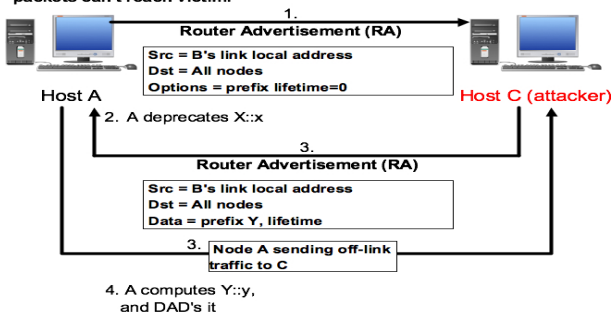 packets can't reach victim.
1.
Router Advertisement (RA)
Src = B's link local address
Dst = All nodes
Options = prefix lifetime=0
Host A
Host C (attacker)
2. A deprecates X::x
3.
Router Advertisement (RA)
Src = B's link local address
Dst = All nodes
Data = prefix Y, lifetime
3.
Node A sending off-link
traffic to C
4. A computes Y::y,
and DAD's it